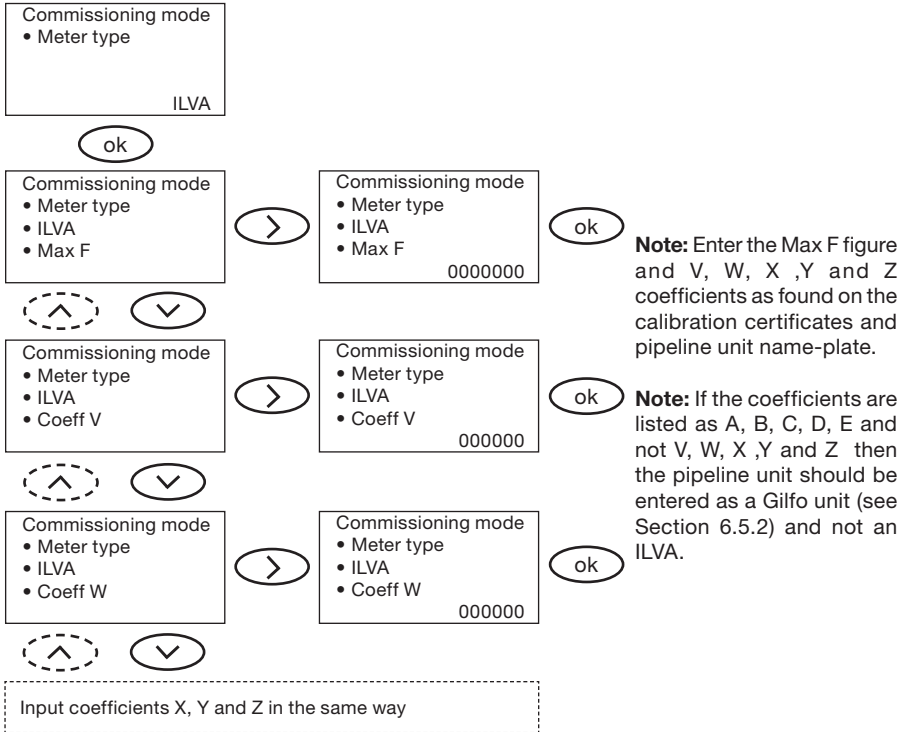 Commissioning mode
• Meter type
ILVA
ok
Commissioning mode
• Meter type
• ILVA
• Max F
Commissioning mode
• Meter type
• ILVA
• Max F
0000000
ok
Commissioning mode
• Meter type
• ILVA
• Coeff V
Commissioning mode
• Meter type
• ILVA
• Coeff V
000000
ok
Commissioning mode
• Meter type
• ILVA
• Coeff W
Commissioning mode
• Meter type
• ILVA
• Coeff W
000000
ok
Input coefficients X, Y and Z in the same way
Note: Enter the Max F figure
and V, W, X ,Y and Z
coefficients as found on the
calibration certificates and
pipeline unit name-plate.
Note: If the coefficients are
listed as A, B, C, D, E and
not V, W, X ,Y and Z then
the pipeline unit should be
entered as a Gilfo unit (see
Section 6.5.2) and not an
ILVA.